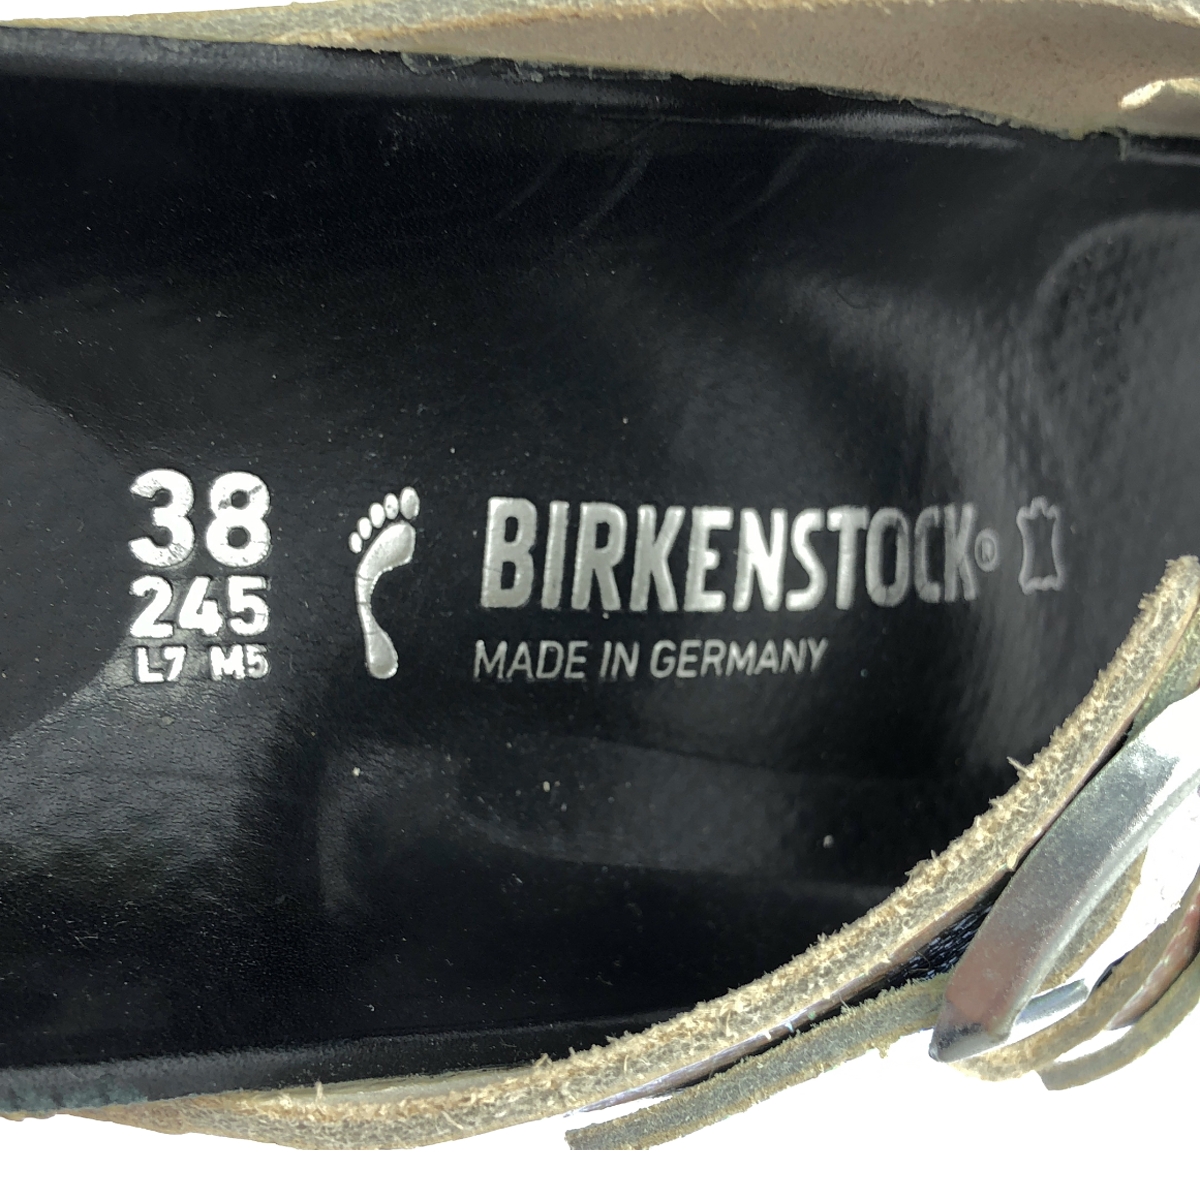 38
245
L7 M5
BIRKENSTOCK®
MADE IN GERMANY